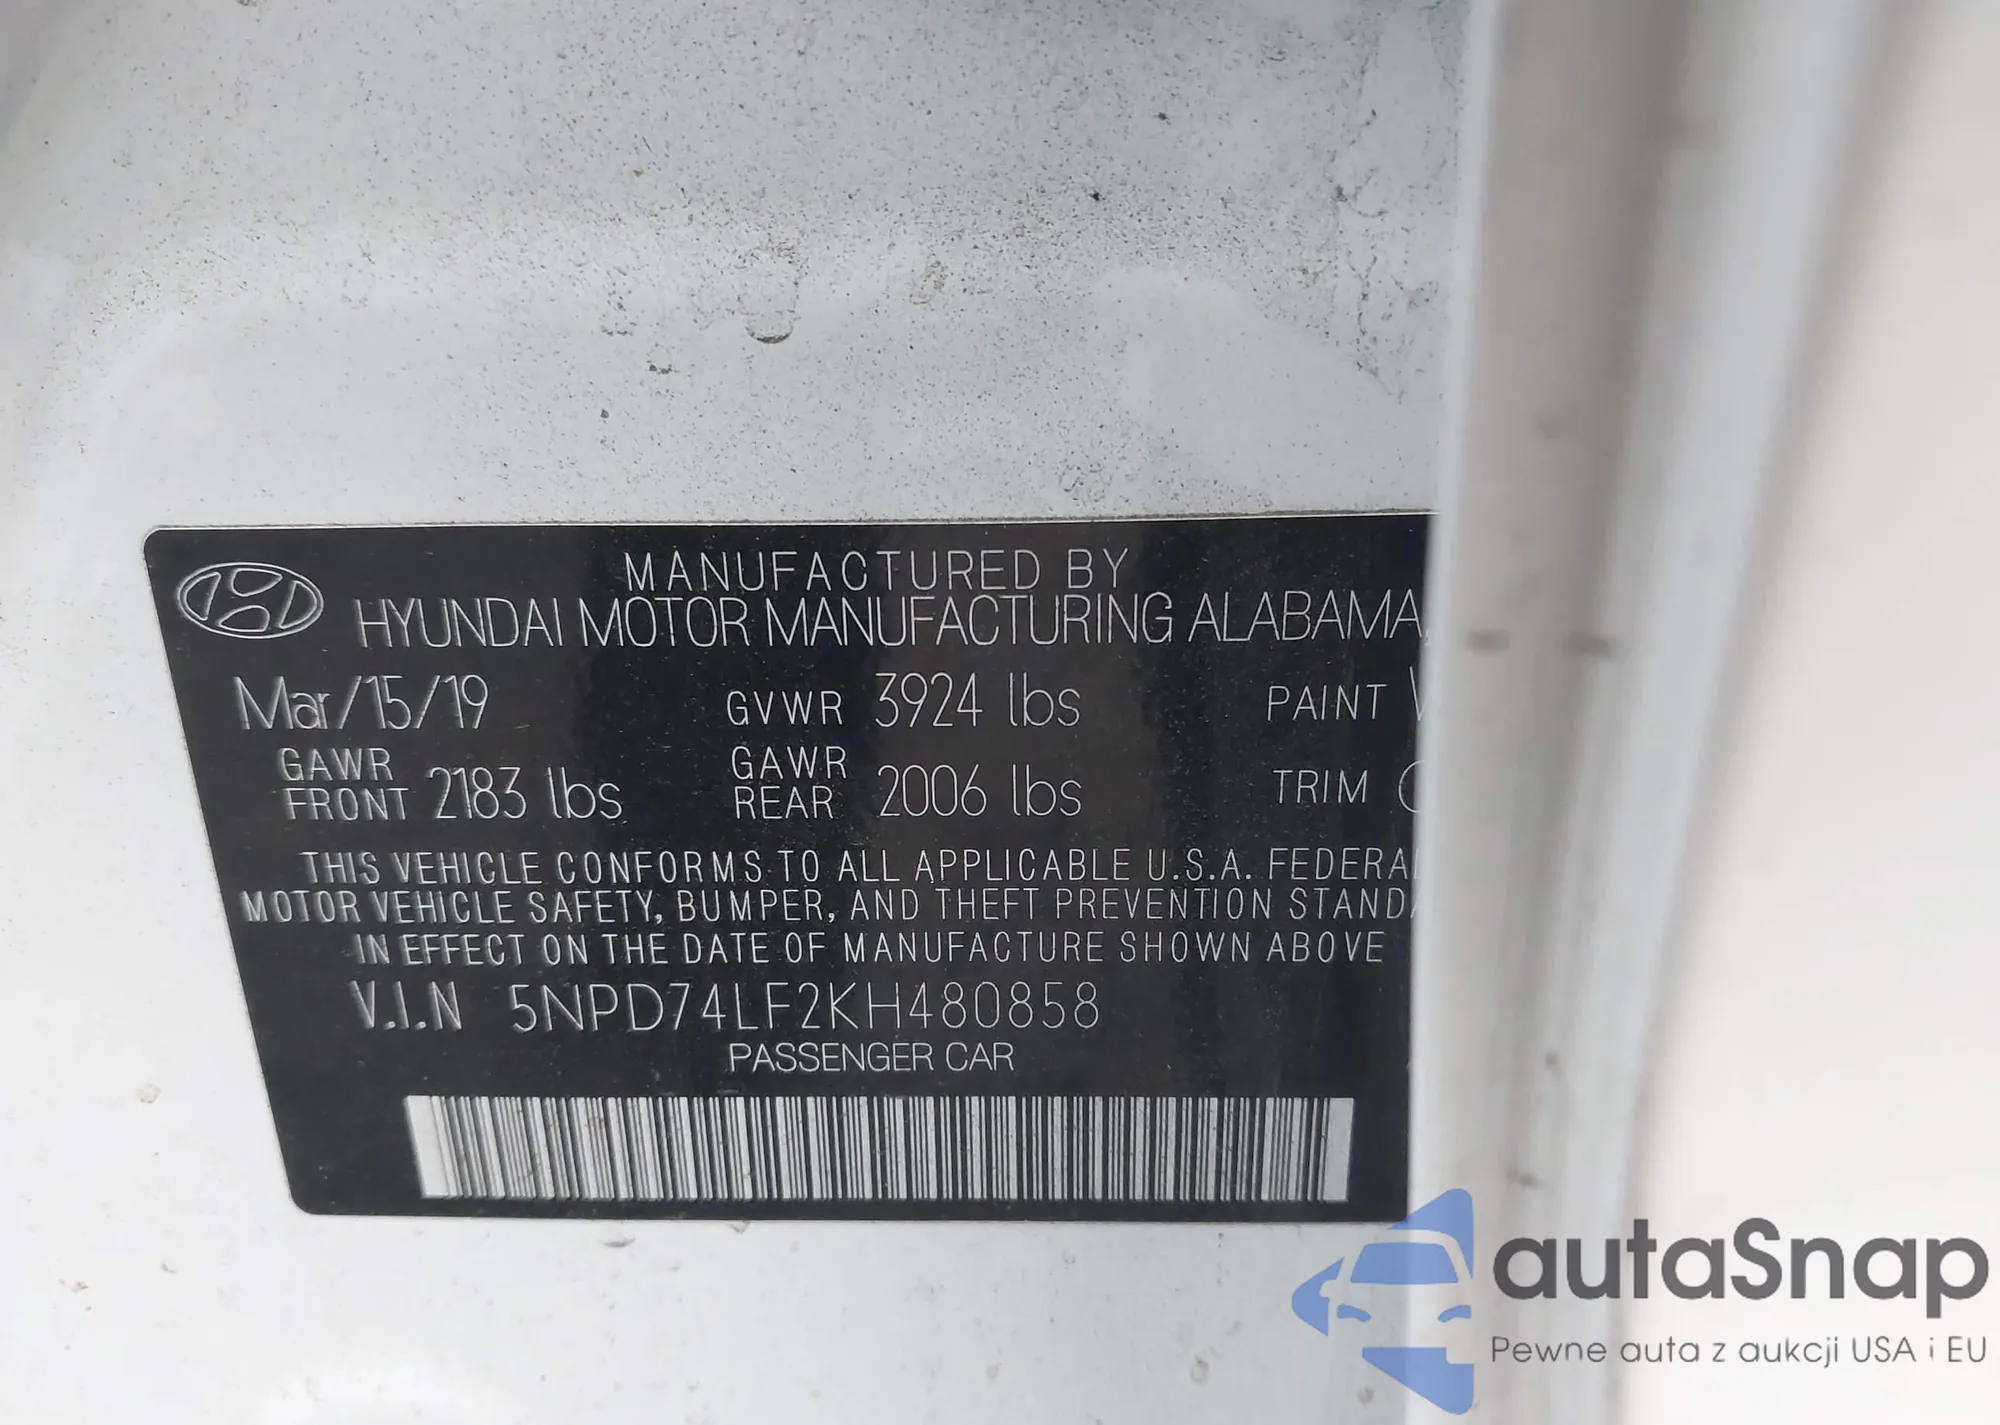 MANUFACTURED BY
HYUNDAI MOTOR MANUFACTURING ALABAMA,
Mar/15/19 GVWR 3924 lbs PAINT
GAWR FRONT 2183 lbs GAWR REAR 2006 lbs TRIM
THIS VEHICLE CONFORMS TO ALL APPLICABLE U.S.A. FEDERAL
MOTOR VEHICLE SAFETY, BUMPER, AND THEFT PREVENTION
IN EFFECT ON THE DATE OF MANUFACTURE SHOWN ABOVE
V.I.N 5NPD74LF2KH480858
PASSENGER CAR
autaSnap
Pewne auta z aukcji USA i EU